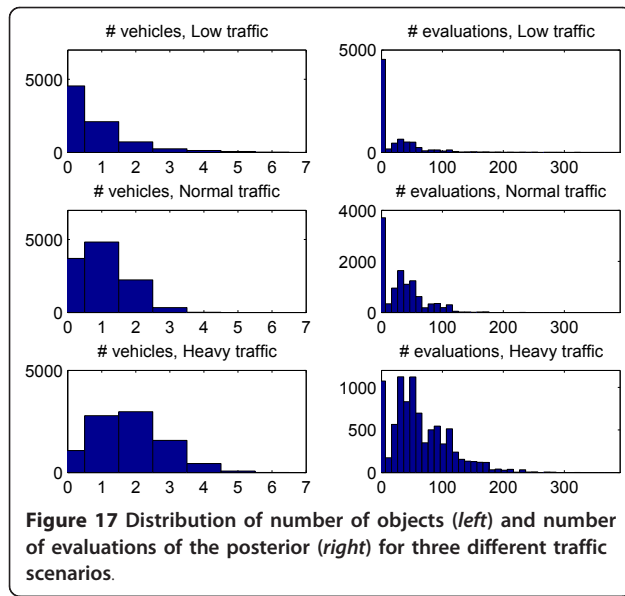 # vehicles, Low traffic
5000
0
0 1 2 3 4 5 6 7
# evaluations, Low traffic
5000
0
0 100 200 300
# vehicles, Normal traffic
5000
0
0 1 2 3 4 5 6 7
# evaluations, Normal traffic
4000
2000
0
0 100 200 300
# vehicles, Heavy traffic
5000
0
0 1 2 3 4 5 6 7
# evaluations, Heavy traffic
1000
500
0
0 100 200 300
Figure 17 Distribution of number of objects (left) and number
of evaluations of the posterior (right) for three different traffic
scenarios.